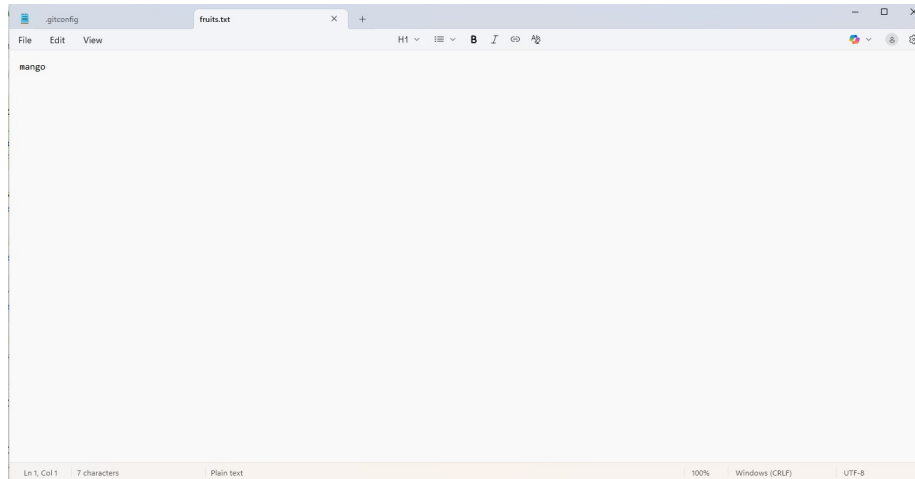 .gitconfig fruits.txt
File Edit View H1 B I
mango
Ln 1, Col 1 7 characters Plain text 100% Windows (CRLF) UTF-8